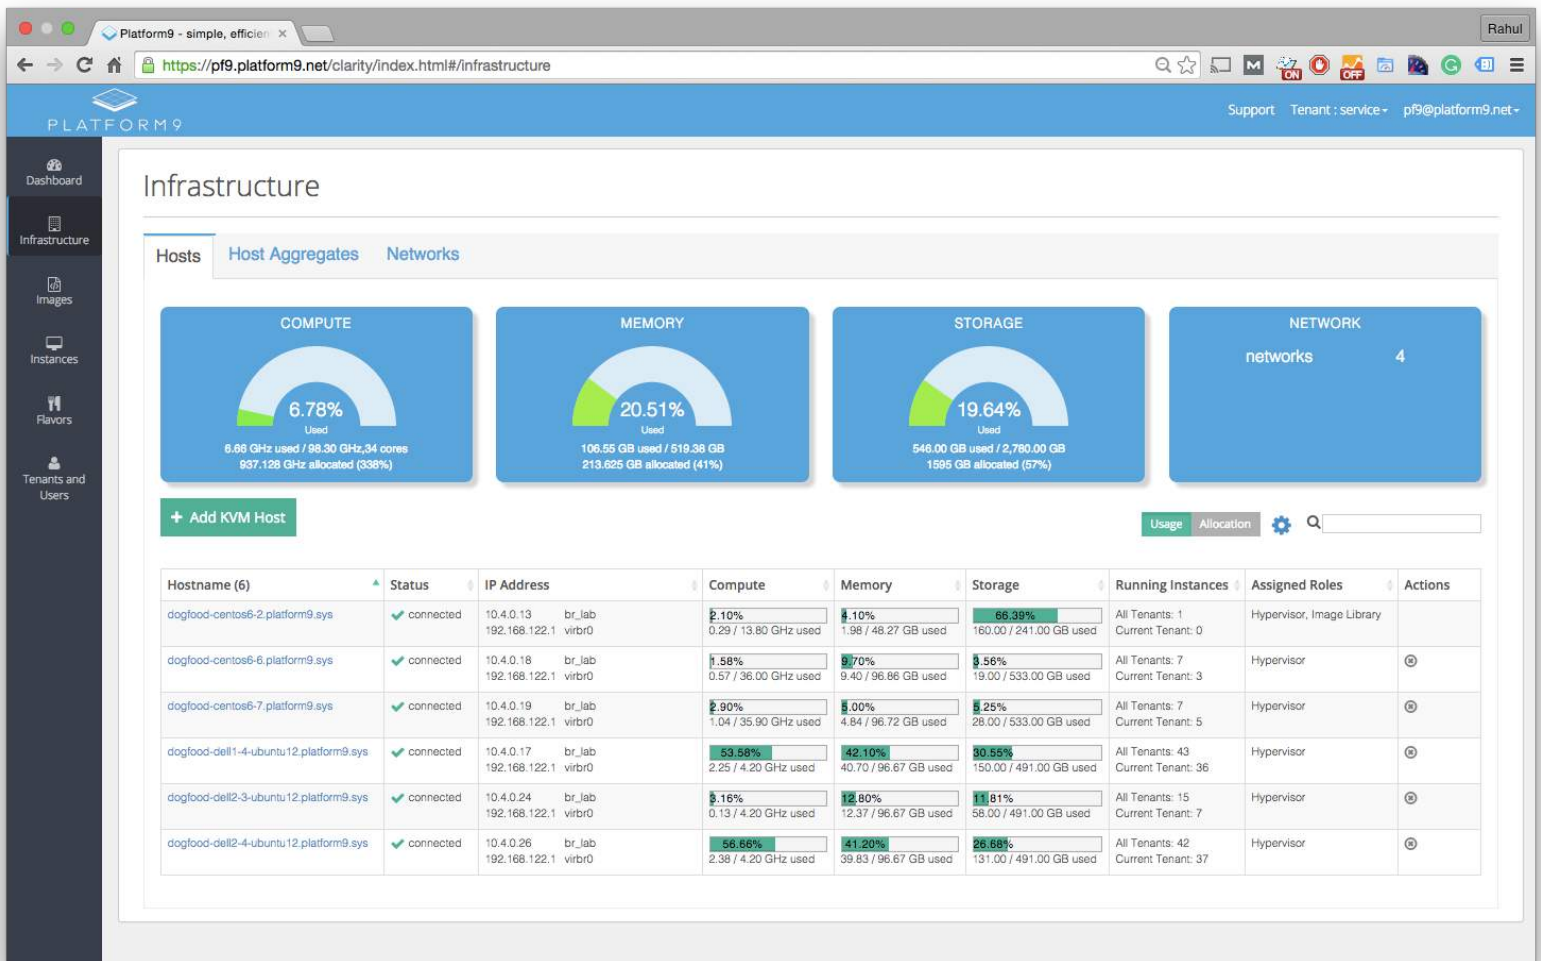 Platform9 - simple, efficien
Rahul
https://pf9.platform9.net/clarity/index.html#/infrastructure
M
ON
OFF
G
PLATFORM9
Support Tenant : service pf9@platform9.net
Dashboard
Infrastructure
Images
Instances
Flavors
Tenants and
Users
Infrastructure
Hosts Host Aggregates Networks
COMPUTE
6.78%
Used
6.66 GHz used / 98.30 GHz,34 cores
937.128 GHz allocated (338%)
MEMORY
20.51%
Used
106.55 GB used / 519.38 GB
213.625 GB allocated (41%)
STORAGE
19.64%
Used
546.00 GB used / 2,780.00 GB
1595 GB allocated (57%)
NETWORK
networks 4
+ Add KVM Host
Usage Allocation
Hostname (6) Status IP Address Compute Memory Storage Running Instances Assigned Roles Actions
dogfood-centos6-2.platform9.sys connected 10.4.0.13 br_lab 2.10% 4.10% 66.39% All Tenants: 1 Hypervisor, Image Library
192.168.122.1 virbr0 0.29 / 13.80 GHz used 1.98 / 48.27 GB used 160.00 / 241.00 GB used Current Tenant: 0
dogfood-centos6-6.platform9.sys connected 10.4.0.18 br_lab 1.58% 9.70% 3.56% All Tenants: 7 Hypervisor
192.168.122.1 virbr0 0.57 / 36.00 GHz used 9.40 / 96.86 GB used 19.00 / 533.00 GB used Current Tenant: 3
dogfood-centos6-7.platform9.sys connected 10.4.0.19 br_lab 2.90% 5.00% 5.25% All Tenants: 7 Hypervisor
192.168.122.1 virbr0 1.04 / 35.90 GHz used 4.84 / 96.72 GB used 28.00 / 533.00 GB used Current Tenant: 5
dogfood-dell1-4-ubuntu12.platform9.sys connected 10.4.0.17 br_lab 53.58% 42.10% 30.55% All Tenants: 43 Hypervisor
192.168.122.1 virbr0 2.25 / 4.20 GHz used 40.70 / 96.67 GB used 150.00 / 491.00 GB used Current Tenant: 36
dogfood-dell2-3-ubuntu12.platform9.sys connected 10.4.0.24 br_lab 3.16% 12.80% 11.81% All Tenants: 15 Hypervisor
192.168.122.1 virbr0 0.13 / 4.20 GHz used 12.37 / 96.67 GB used 58.00 / 491.00 GB used Current Tenant: 7
dogfood-dell2-4-ubuntu12.platform9.sys connected 10.4.0.26 br_lab 56.66% 41.20% 26.68% All Tenants: 42 Hypervisor
192.168.122.1 virbr0 2.38 / 4.20 GHz used 39.83 / 96.67 GB used 131.00 / 491.00 GB used Current Tenant: 37